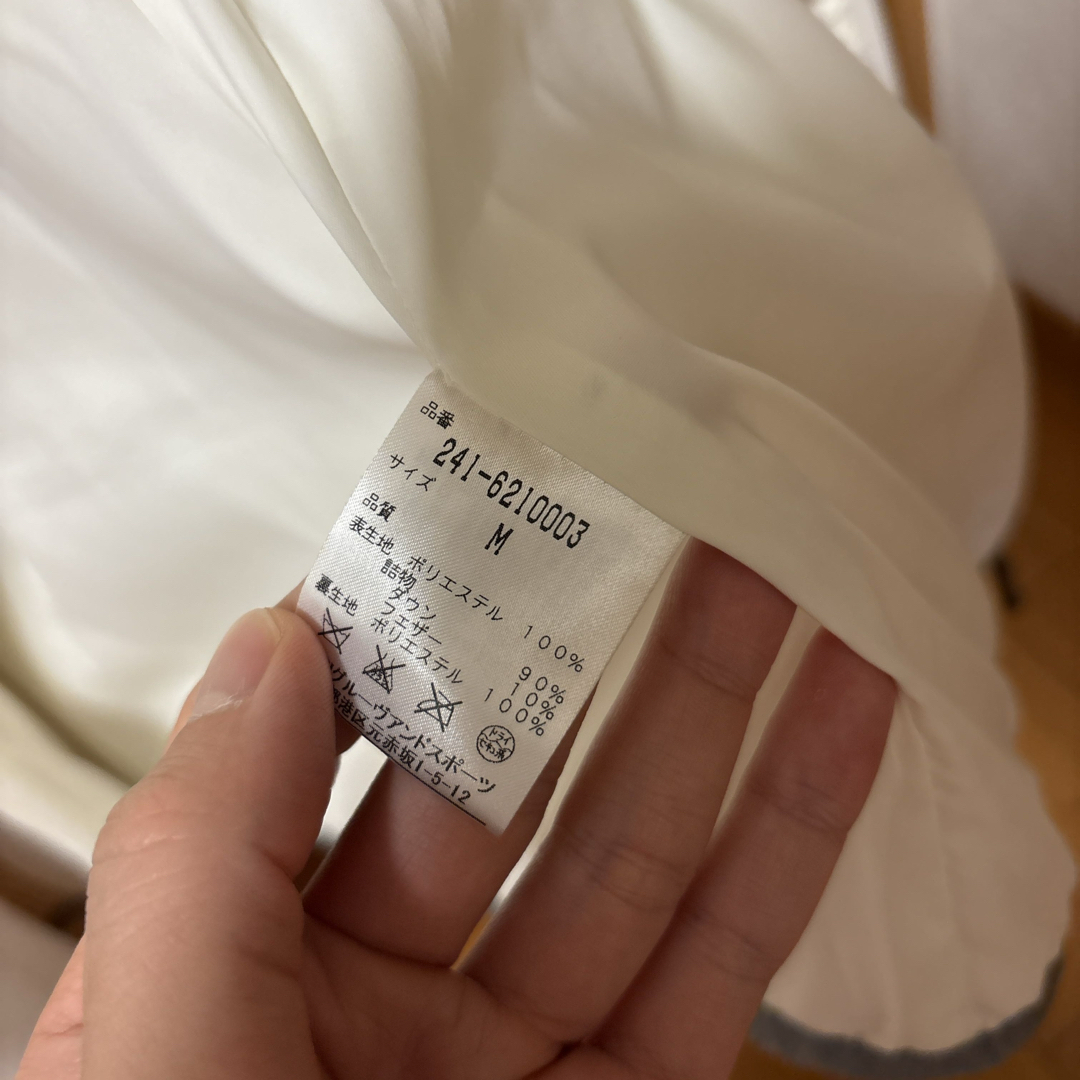 品番
241-6210003
サイズ
M
品質
表生地 ポリエステル 100%
詰物
ダウン 90%
フェザー 10%
裏生地 ポリエステル 100%
ドライ
グルーヴアンドスポーツ
港区元赤坂1-5-12